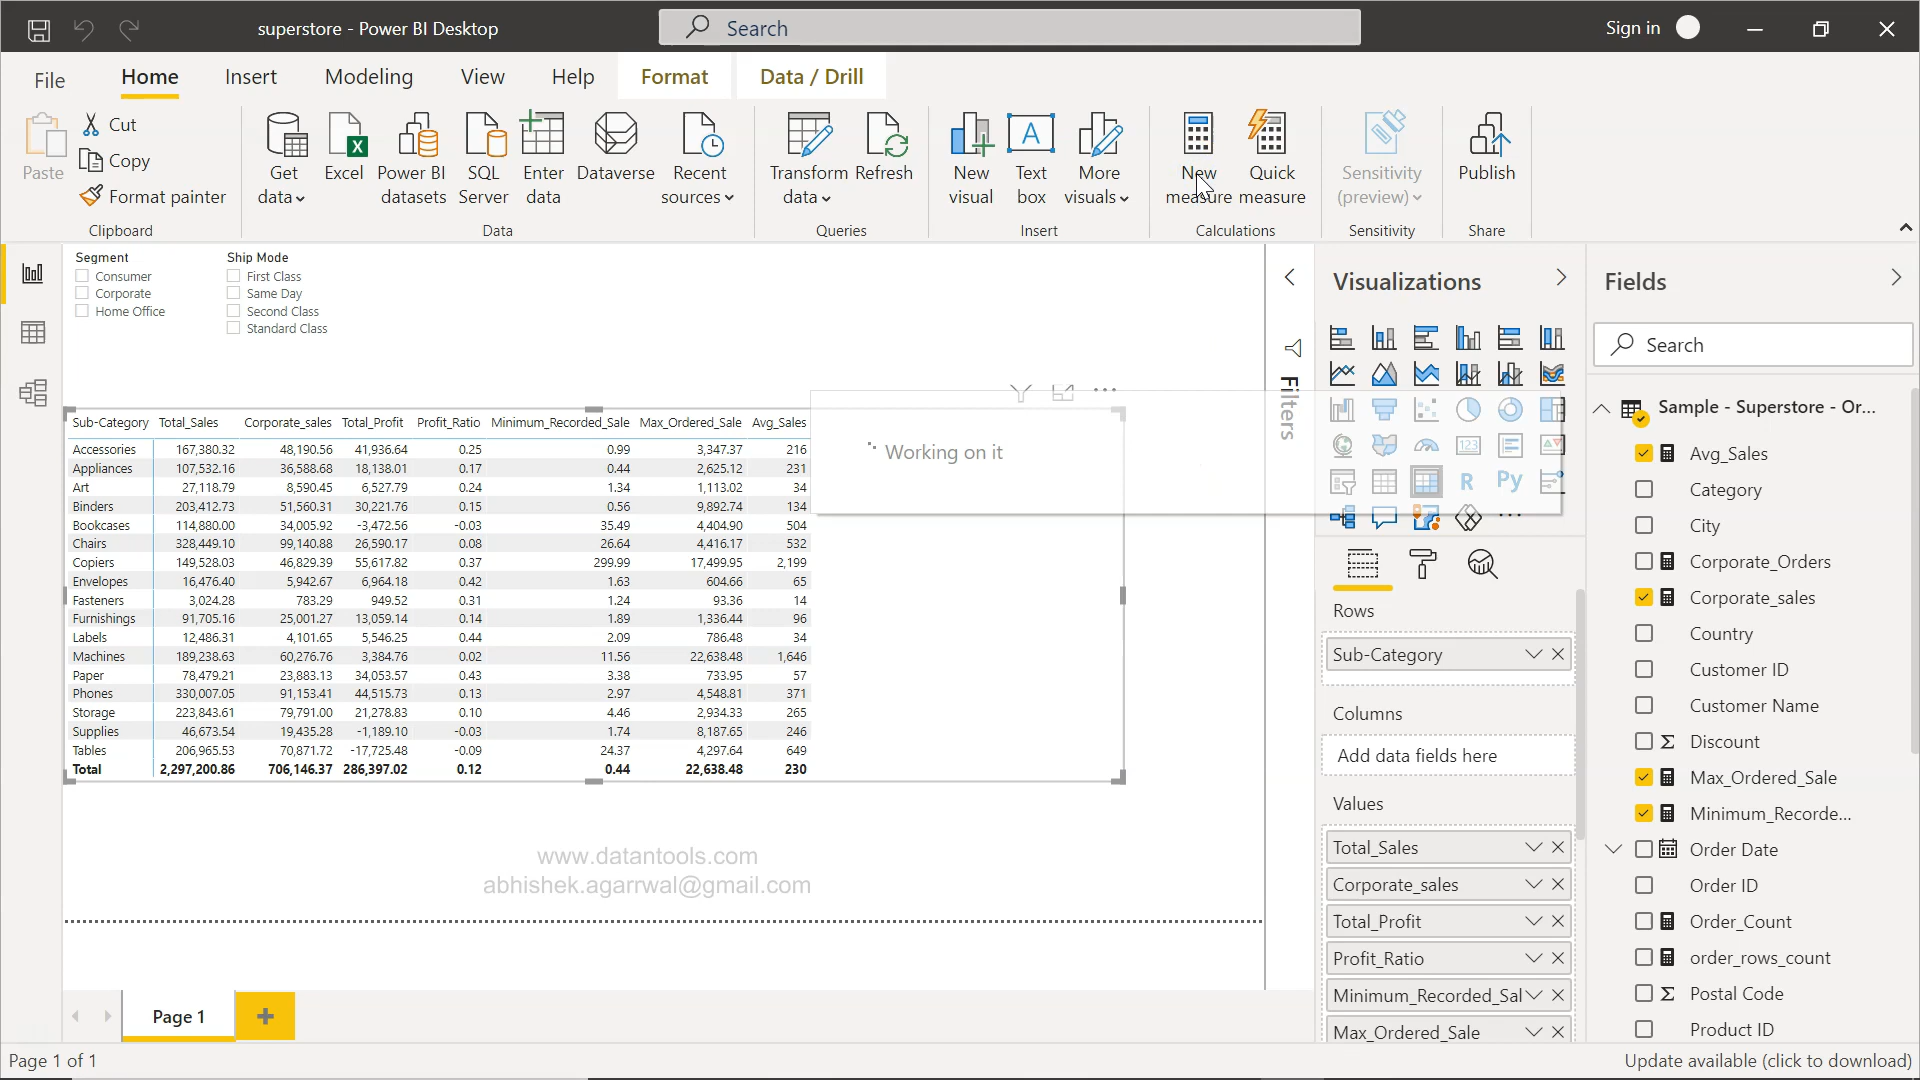 superstore - Power BI Desktop
Search
Sign in
File
Home
Insert
Modeling
View
Help
Format
Data / Drill
Paste
Cut
Copy
Format painter
Clipboard
Get data
Excel
Power BI datasets
SQL Server
Enter data
Dataverse
Recent sources
Data
Transform data
Refresh
Queries
New visual
A
Text box
More visuals
Insert
New measure
Quick measure
Calculations
Sensitivity (preview)
Sensitivity
Publish
Share
Segment
Consumer
Corporate
Home Office
Ship Mode
First Class
Same Day
Second Class
Standard Class
Sub-Category Total_Sales Corporate_sales Total_Profit Profit_Ratio Minimum_Recorded_Sale Max_Ordered_Sale Avg_Sales
Accessories 167,380.32 48,190.56 41,936.64 0.25 0.99 3,347.37 216
Appliances 107,532.16 36,588.68 18,138.01 0.17 0.44 2,625.12 231
Art 27,118.79 8,590.45 6,527.79 0.24 1.34 1,113.02 34
Binders 203,412.73 51,560.31 30,221.76 0.15 0.56 9,892.74 134
Bookcases 114,880.00 34,005.92 -3,472.56 -0.03 35.49 4,404.90 504
Chairs 328,449.10 99,140.88 26,590.17 0.08 26.64 4,416.17 532
Copiers 149,528.03 46,829.39 55,617.82 0.37 299.99 17,499.95 2,199
Envelopes 16,476.40 5,942.67 6,964.18 0.42 1.63 604.66 65
Fasteners 3,024.28 783.29 949.52 0.31 1.24 93.36 14
Furnishings 91,705.16 25,001.27 13,059.14 0.14 1.89 1,336.44 96
Labels 12,486.31 4,101.65 5,546.25 0.44 2.09 786.48 34
Machines 189,238.63 60,276.76 3,384.76 0.02 11.56 22,638.48 1,646
Paper 78,479.21 23,883.13 34,053.57 0.43 3.38 733.95 57
Phones 330,007.05 91,153.41 44,515.73 0.13 2.97 4,548.81 371
Storage 223,843.61 79,791.00 21,278.83 0.10 4.46 2,934.33 265
Supplies 46,673.54 19,435.28 -1,189.10 -0.03 1.74 8,187.65 246
Tables 206,965.53 70,871.72 -17,725.48 -0.09 24.37 4,297.64 649
Total 2,297,200.86 706,146.37 286,397.02 0.12 0.44 22,638.48 230
Working on it
www.datantools.com
abhishek.agarrwal@gmail.com
Filters
Visualizations
123
R
Py
Rows
Sub-Category
Columns
Add data fields here
Values
Total_Sales
Corporate_sales
Total_Profit
Profit_Ratio
Minimum_Recorded_Sal
Max_Ordered_Sale
Fields
Search
Sample - Superstore - Or...
Avg_Sales
Category
City
Corporate_Orders
Corporate_sales
Country
Customer ID
Customer Name
Σ Discount
Max_Ordered_Sale
Minimum_Recorde...
Order Date
Order ID
Order_Count
order_rows_count
Σ Postal Code
Product ID
Page 1
Page 1 of 1
Update available (click to download)